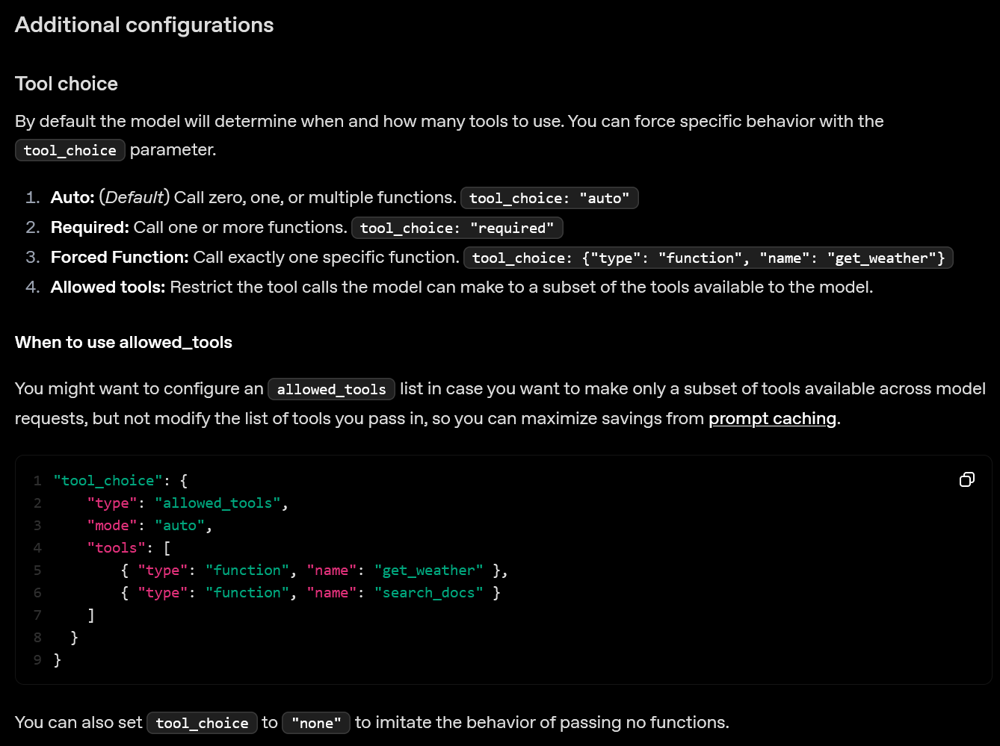 Additional configurations
Tool choice
By default the model will determine when and how many tools to use. You can force specific behavior with the
tool_choice parameter.
1. Auto: (Default) Call zero, one, or multiple functions. tool_choice: "auto"
2. Required: Call one or more functions. tool_choice: "required"
3. Forced Function: Call exactly one specific function. tool_choice: {"type": "function", "name": "get_weather"}
4. Allowed tools: Restrict the tool calls the model can make to a subset of the tools available to the model.
When to use allowed_tools
You might want to configure an allowed_tools list in case you want to make only a subset of tools available across model
requests, but not modify the list of tools you pass in, so you can maximize savings from prompt caching.
1 "tool_choice": {
2     "type": "allowed_tools",
3     "mode": "auto",
4     "tools": [
5         { "type": "function", "name": "get_weather" },
6         { "type": "function", "name": "search_docs" }
7     ]
8   }
9 }
You can also set tool_choice to "none" to imitate the behavior of passing no functions.